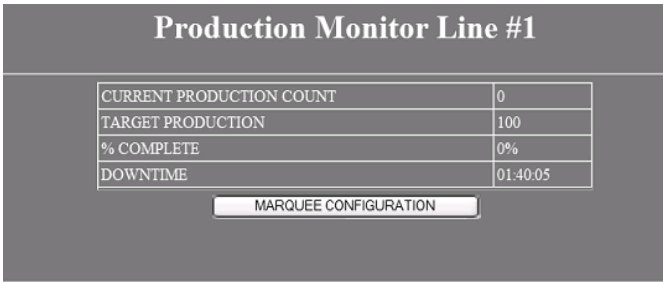 Production Monitor Line #1
CURRENT PRODUCTION COUNT 0
TARGET PRODUCTION 100
% COMPLETE 0%
DOWNTIME 01:40:05
MARQUEE CONFIGURATION